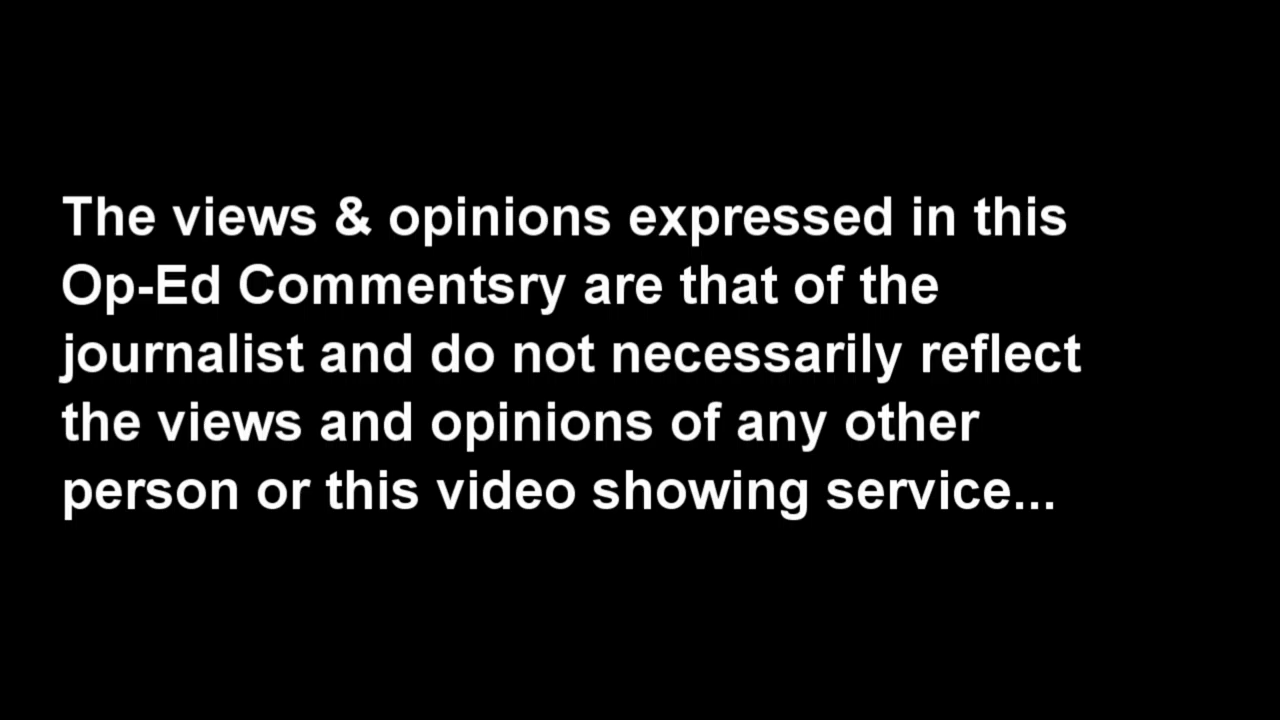 The views & opinions expressed in this
Op-Ed Commentsry are that of the
journalist and do not necessarily reflect
the views and opinions of any other
person or this video showing service...